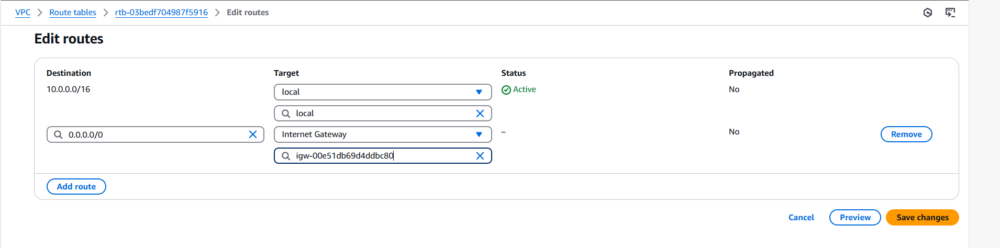 VPC > Route tables > rtb-03bedf704987f5916 > Edit routes
Edit routes
Destination Target Status Propagated
10.0.0.0/16 local Active No
local
0.0.0.0/0 Internet Gateway – No Remove
igw-00e51db69d4ddbc80
Add route
Cancel Preview Save changes